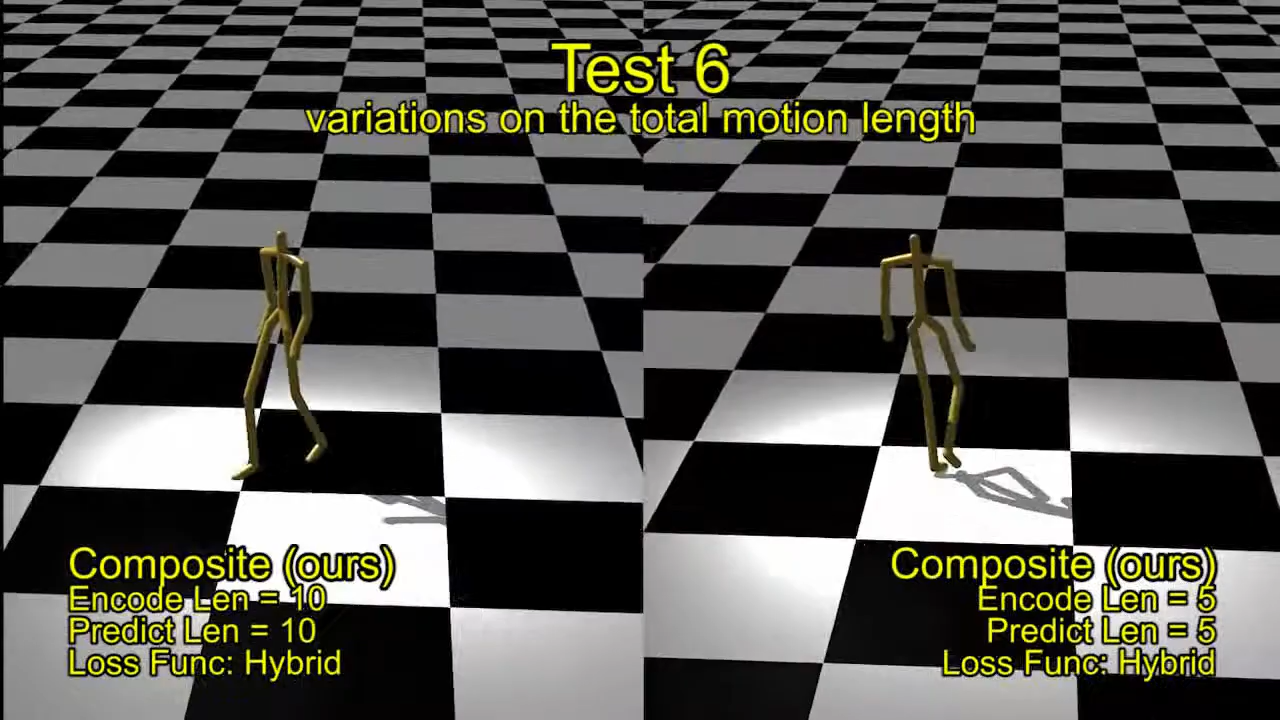 Test 6
variations on the total motion length
Composite (ours)
Encode Len = 10
Predict Len = 10
Loss Func: Hybrid
Composite (ours)
Encode Len = 5
Predict Len = 5
Loss Func: Hybrid